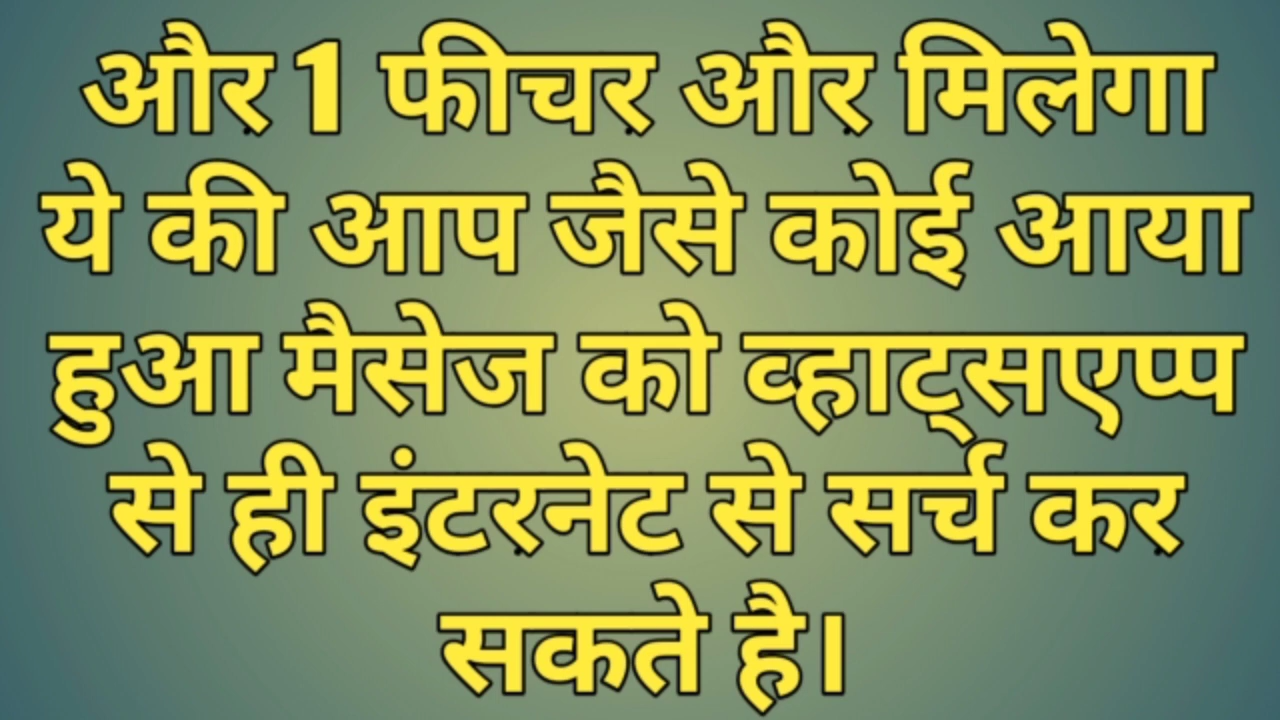 और 1 फीचर और मिलेगा
ये की आप जैसे कोई आया
हुआ मैसेज को व्हाट्सएप्प
से ही इंटरनेट से सर्च कर
सकते है।